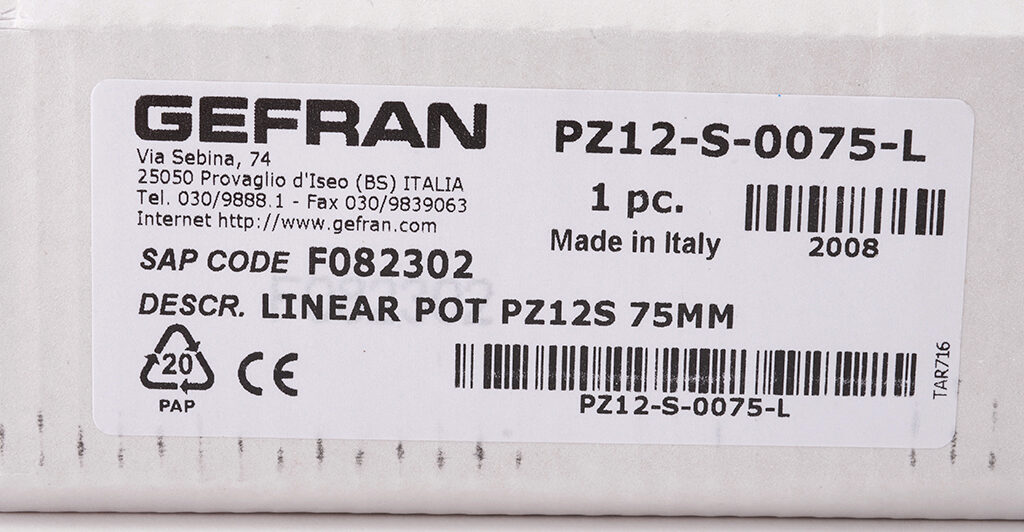 GEFRAN
Via Sebina, 74
25050 Provaglio d'Iseo (BS) ITALIA
Tel. 030/9888.1 - Fax 030/9839063
Internet http://www.gefran.com
SAP CODE F082302
DESCR. LINEAR POT PZ12S 75MM
PZ12-S-0075-L
1 pc.
Made in Italy
2008
20
PAP
CE
PZ12-S-0075-L
TAR716